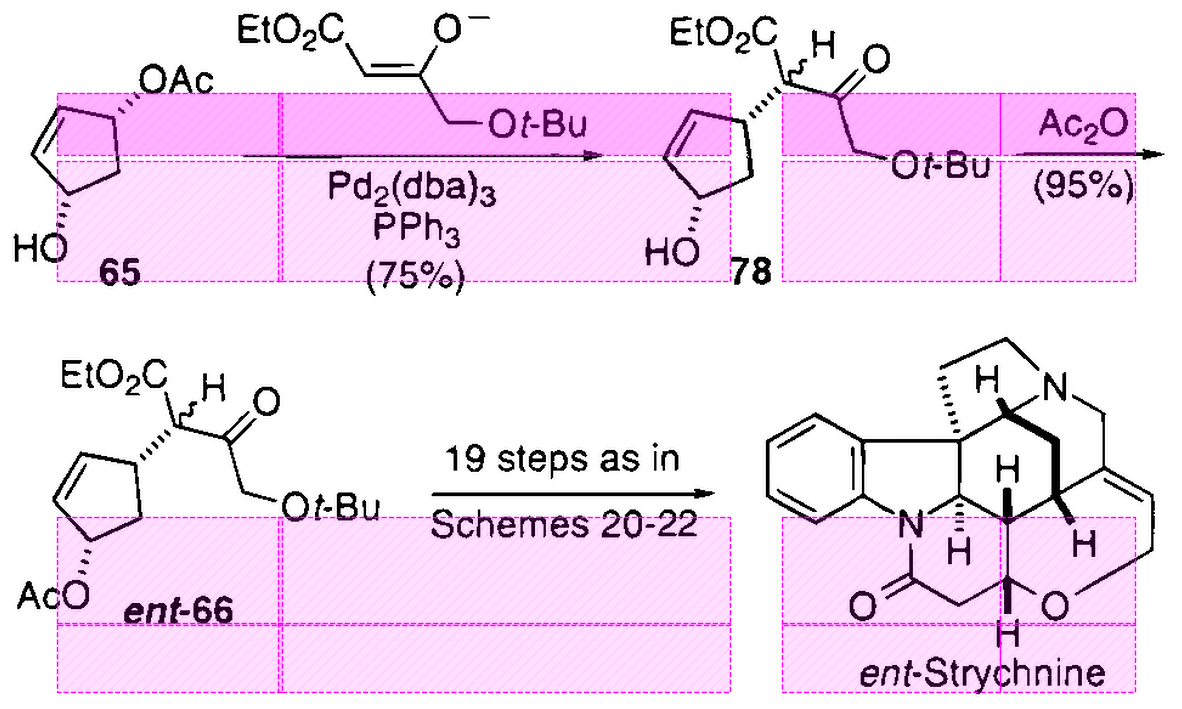 EtO2C O−
OAc
Ot-Bu
Pd2(dba)3
PPh3
(75%)
HO
65
EtO2C H O
Ot-Bu
HO
78
Ac2O
(95%)
EtO2C H O
Ot-Bu
AcO
ent-66
19 steps as in
Schemes 20-22
H N
H
N H H
O O
H
ent-Strychnine